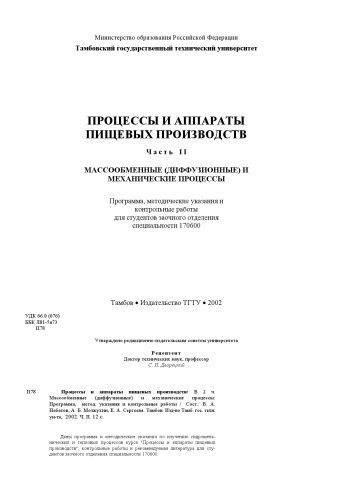 Министерство образования Российской Федерации
Тамбовский государственный технический университет
ПРОЦЕССЫ И АППАРАТЫ
ПИЩЕВЫХ ПРОИЗВОДСТВ
Часть II
МАССООБМЕННЫЕ (ДИФФУЗИОННЫЕ) И
МЕХАНИЧЕСКИЕ ПРОЦЕССЫ
Программа, методические указания и
контрольные работы
для студентов заочного отделения
специальности 170600
Тамбов • Издательство ТГТУ • 2002
УДК 66.0 (076)
ББК Л81-5я73
П78
Утверждено редакционно-издательским советом университета
Рецензент
Доктор технических наук, профессор
С. И. Дворецкий
П78 Процессы и аппараты пищевых производств: В 2 ч.
Массообменные (диффузионные) и механические процессы:
Программа, метод. указания и контрольные работы / Сост.: В. А.
Набатов, А. Б. Мозжухин, Е. А. Сергеева. Тамбов: Изд-во Тамб. гос. техн.
ун-та, 2002. Ч. II. 12 с.
Даны программа и методические указания по изучению гидромеха-
нических и тепловых процессов курса "Процессы и аппараты пищевых
производств", контрольные работы и рекомендуемая литература для сту-
дентов заочного отделения специальности 170600.